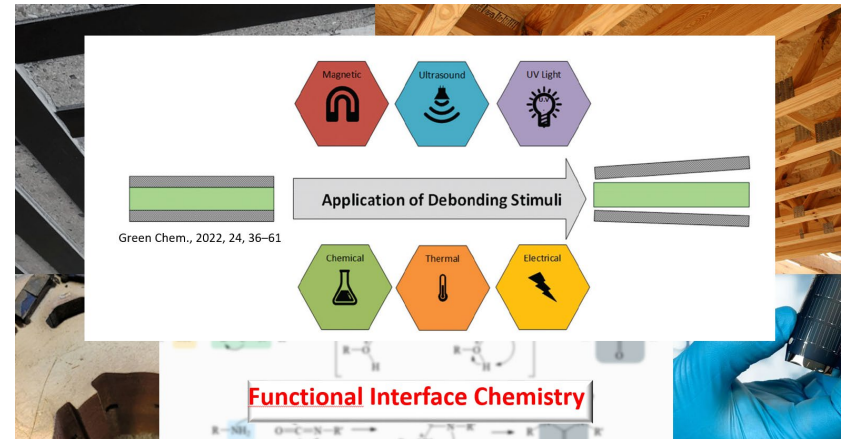 Magnetic
Ultrasound
UV Light
U.V
Application of Debonding Stimuli
Green Chem., 2022, 24, 36–61
Chemical
Thermal
Electrical
R
O
R
O
O
H
H
Functional Interface Chemistry
R—NH₂
O=C=N—R'
N—R'
R
R'